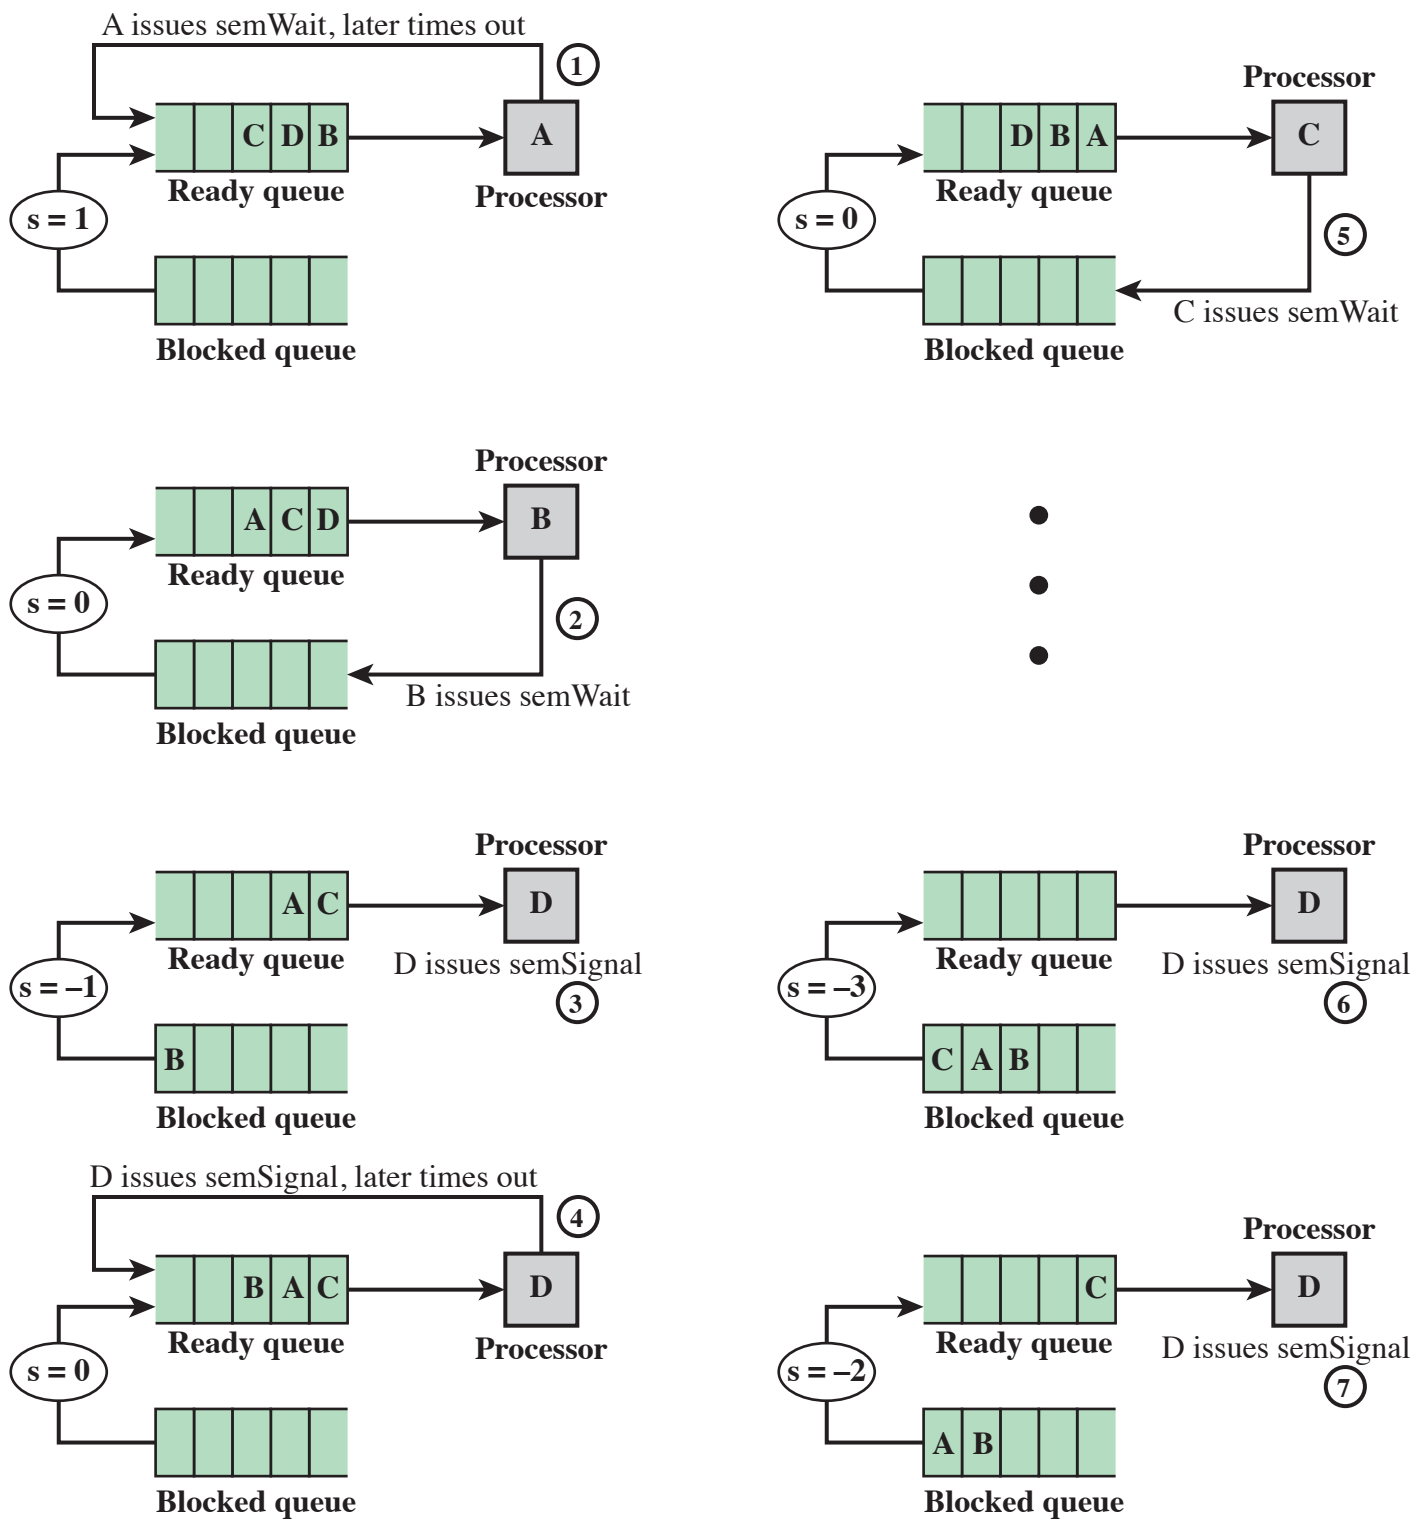 A issues semWait, later times out
1
C D B
A
Ready queue
Processor
s = 1
Blocked queue
Processor
B
A C D
Ready queue
s = 0
2
B issues semWait
Blocked queue
Processor
D
A C
Ready queue
D issues semSignal
s = –1
3
B
Blocked queue
D issues semSignal, later times out
4
B A C
D
Ready queue
Processor
s = 0
Blocked queue
Processor
D B A
C
Ready queue
s = 0
5
C issues semWait
Blocked queue
Processor
D
Ready queue
D issues semSignal
s = –3
6
C A B
Blocked queue
Processor
C
D
Ready queue
D issues semSignal
s = –2
7
A B
Blocked queue